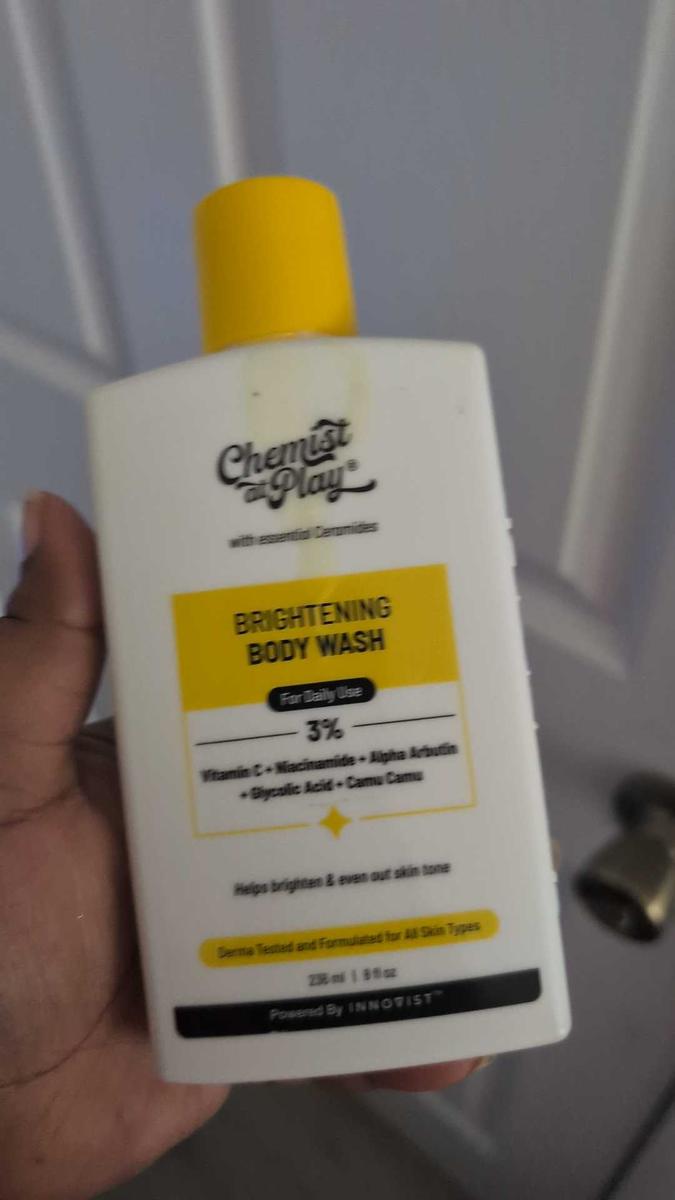 Chemist
at Play®
with essential Ceramides
BRIGHTENING
BODY WASH
For Daily Use
3%
Vitamin C + Niacinamide + Alpha Arbutin
+ Glycolic Acid + Camu Camu
Helps brighten & even out skin tone
Derma Tested and Formulated for All Skin Types
236 ml | 8 fl oz
Powered By INNOVIST™